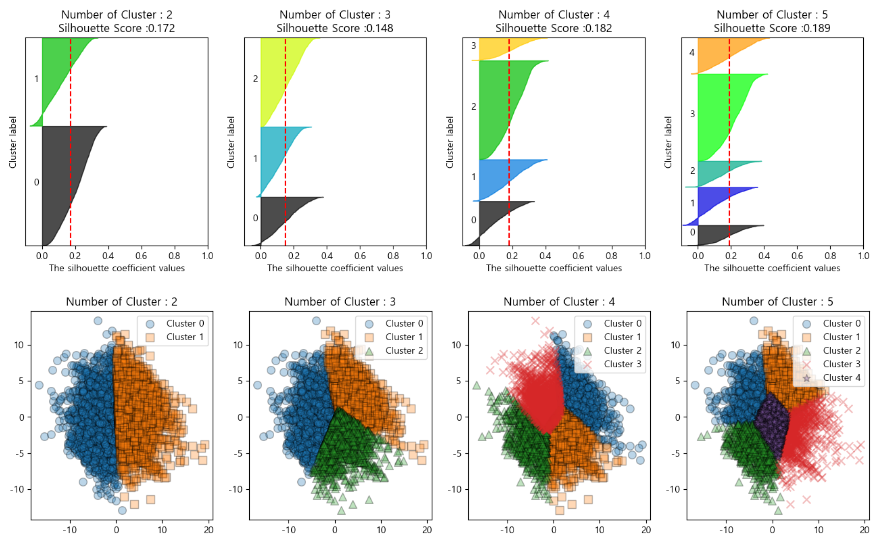 Number of Cluster : 2
Silhouette Score :0.172
Cluster label
1
0
0.0 0.2 0.4 0.6 0.8 1.0
The silhouette coefficient values
Number of Cluster : 3
Silhouette Score :0.148
Cluster label
2
1
0
0.0 0.2 0.4 0.6 0.8 1.0
The silhouette coefficient values
Number of Cluster : 4
Silhouette Score :0.182
Cluster label
3
2
1
0
0.0 0.2 0.4 0.6 0.8 1.0
The silhouette coefficient values
Number of Cluster : 5
Silhouette Score :0.189
Cluster label
4
3
2
1
0
0.0 0.2 0.4 0.6 0.8 1.0
The silhouette coefficient values
Number of Cluster : 2
Cluster 0
Cluster 1
10
5
0
-5
-10
-10 0 10 20
Number of Cluster : 3
Cluster 0
Cluster 1
Cluster 2
10
5
0
-5
-10
-10 0 10 20
Number of Cluster : 4
Cluster 0
Cluster 1
Cluster 2
Cluster 3
10
5
0
-5
-10
-10 0 10 20
Number of Cluster : 5
Cluster 0
Cluster 1
Cluster 2
Cluster 3
Cluster 4
10
5
0
-5
-10
-10 0 10 20